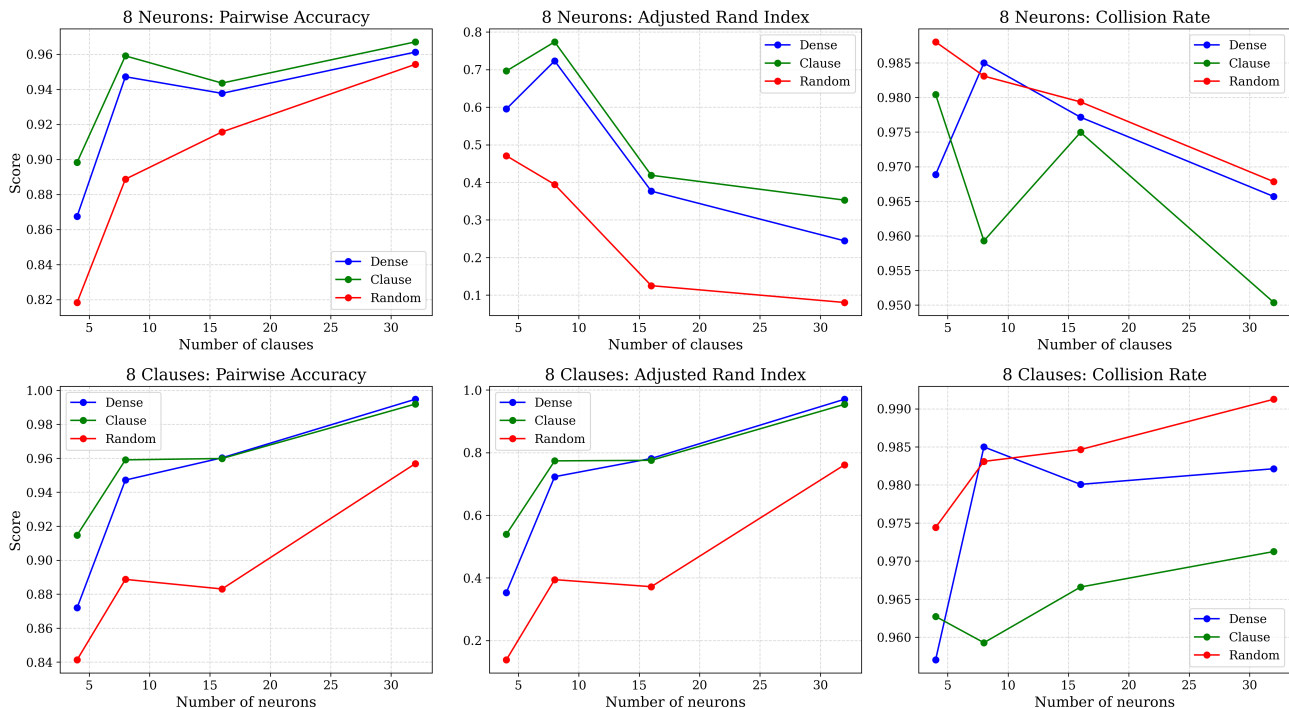 8 Neurons: Pairwise Accuracy
Score
0.96
0.94
0.92
0.90
0.88
0.86
0.84
0.82
Dense
Clause
Random
5
10
15
20
25
30
Number of clauses
8 Neurons: Adjusted Rand Index
0.8
0.7
0.6
0.5
0.4
0.3
0.2
0.1
Dense
Clause
Random
5
10
15
20
25
30
Number of clauses
8 Neurons: Collision Rate
0.985
0.980
0.975
0.970
0.965
0.960
0.955
0.950
Dense
Clause
Random
5
10
15
20
25
30
Number of clauses
8 Clauses: Pairwise Accuracy
Score
1.00
0.98
0.96
0.94
0.92
0.90
0.88
0.86
0.84
Dense
Clause
Random
5
10
15
20
25
30
Number of neurons
8 Clauses: Adjusted Rand Index
1.0
0.8
0.6
0.4
0.2
Dense
Clause
Random
5
10
15
20
25
30
Number of neurons
8 Clauses: Collision Rate
0.990
0.985
0.980
0.975
0.970
0.965
0.960
Dense
Clause
Random
5
10
15
20
25
30
Number of neurons